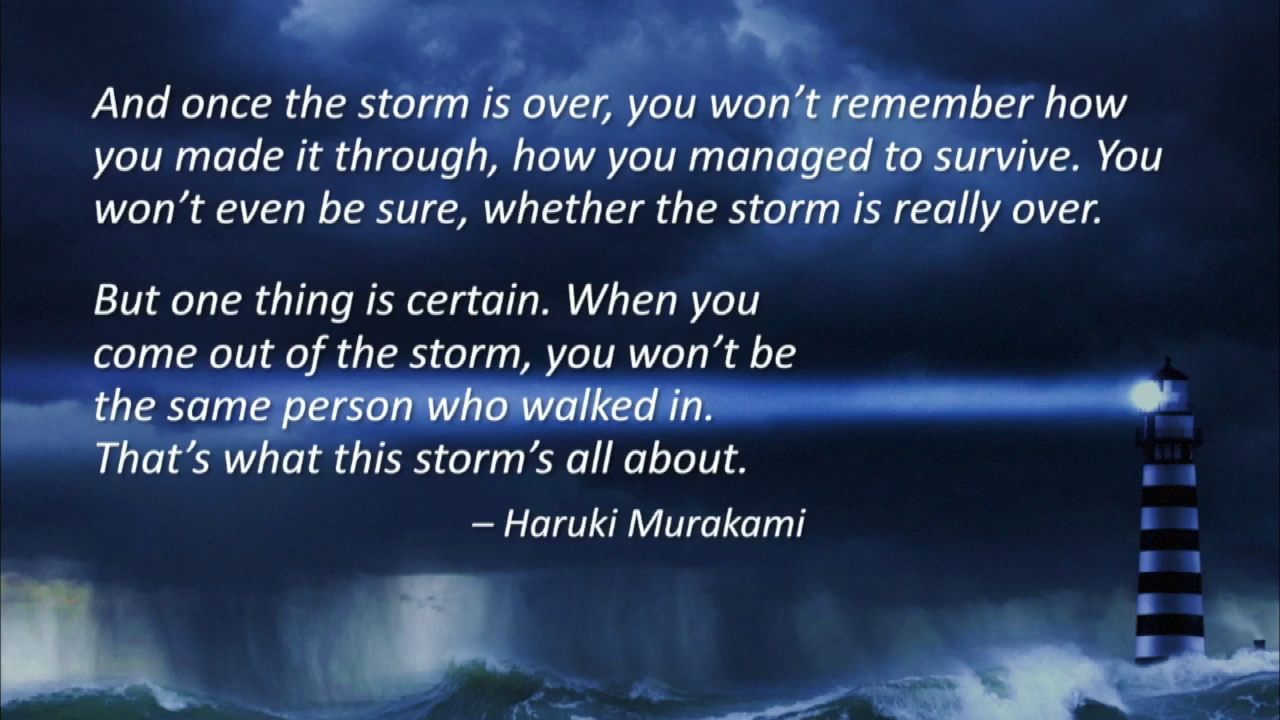 And once the storm is over, you won’t remember how
you made it through, how you managed to survive. You
won’t even be sure, whether the storm is really over.
But one thing is certain. When you
come out of the storm, you won’t be
the same person who walked in.
That’s what this storm’s all about.
– Haruki Murakami